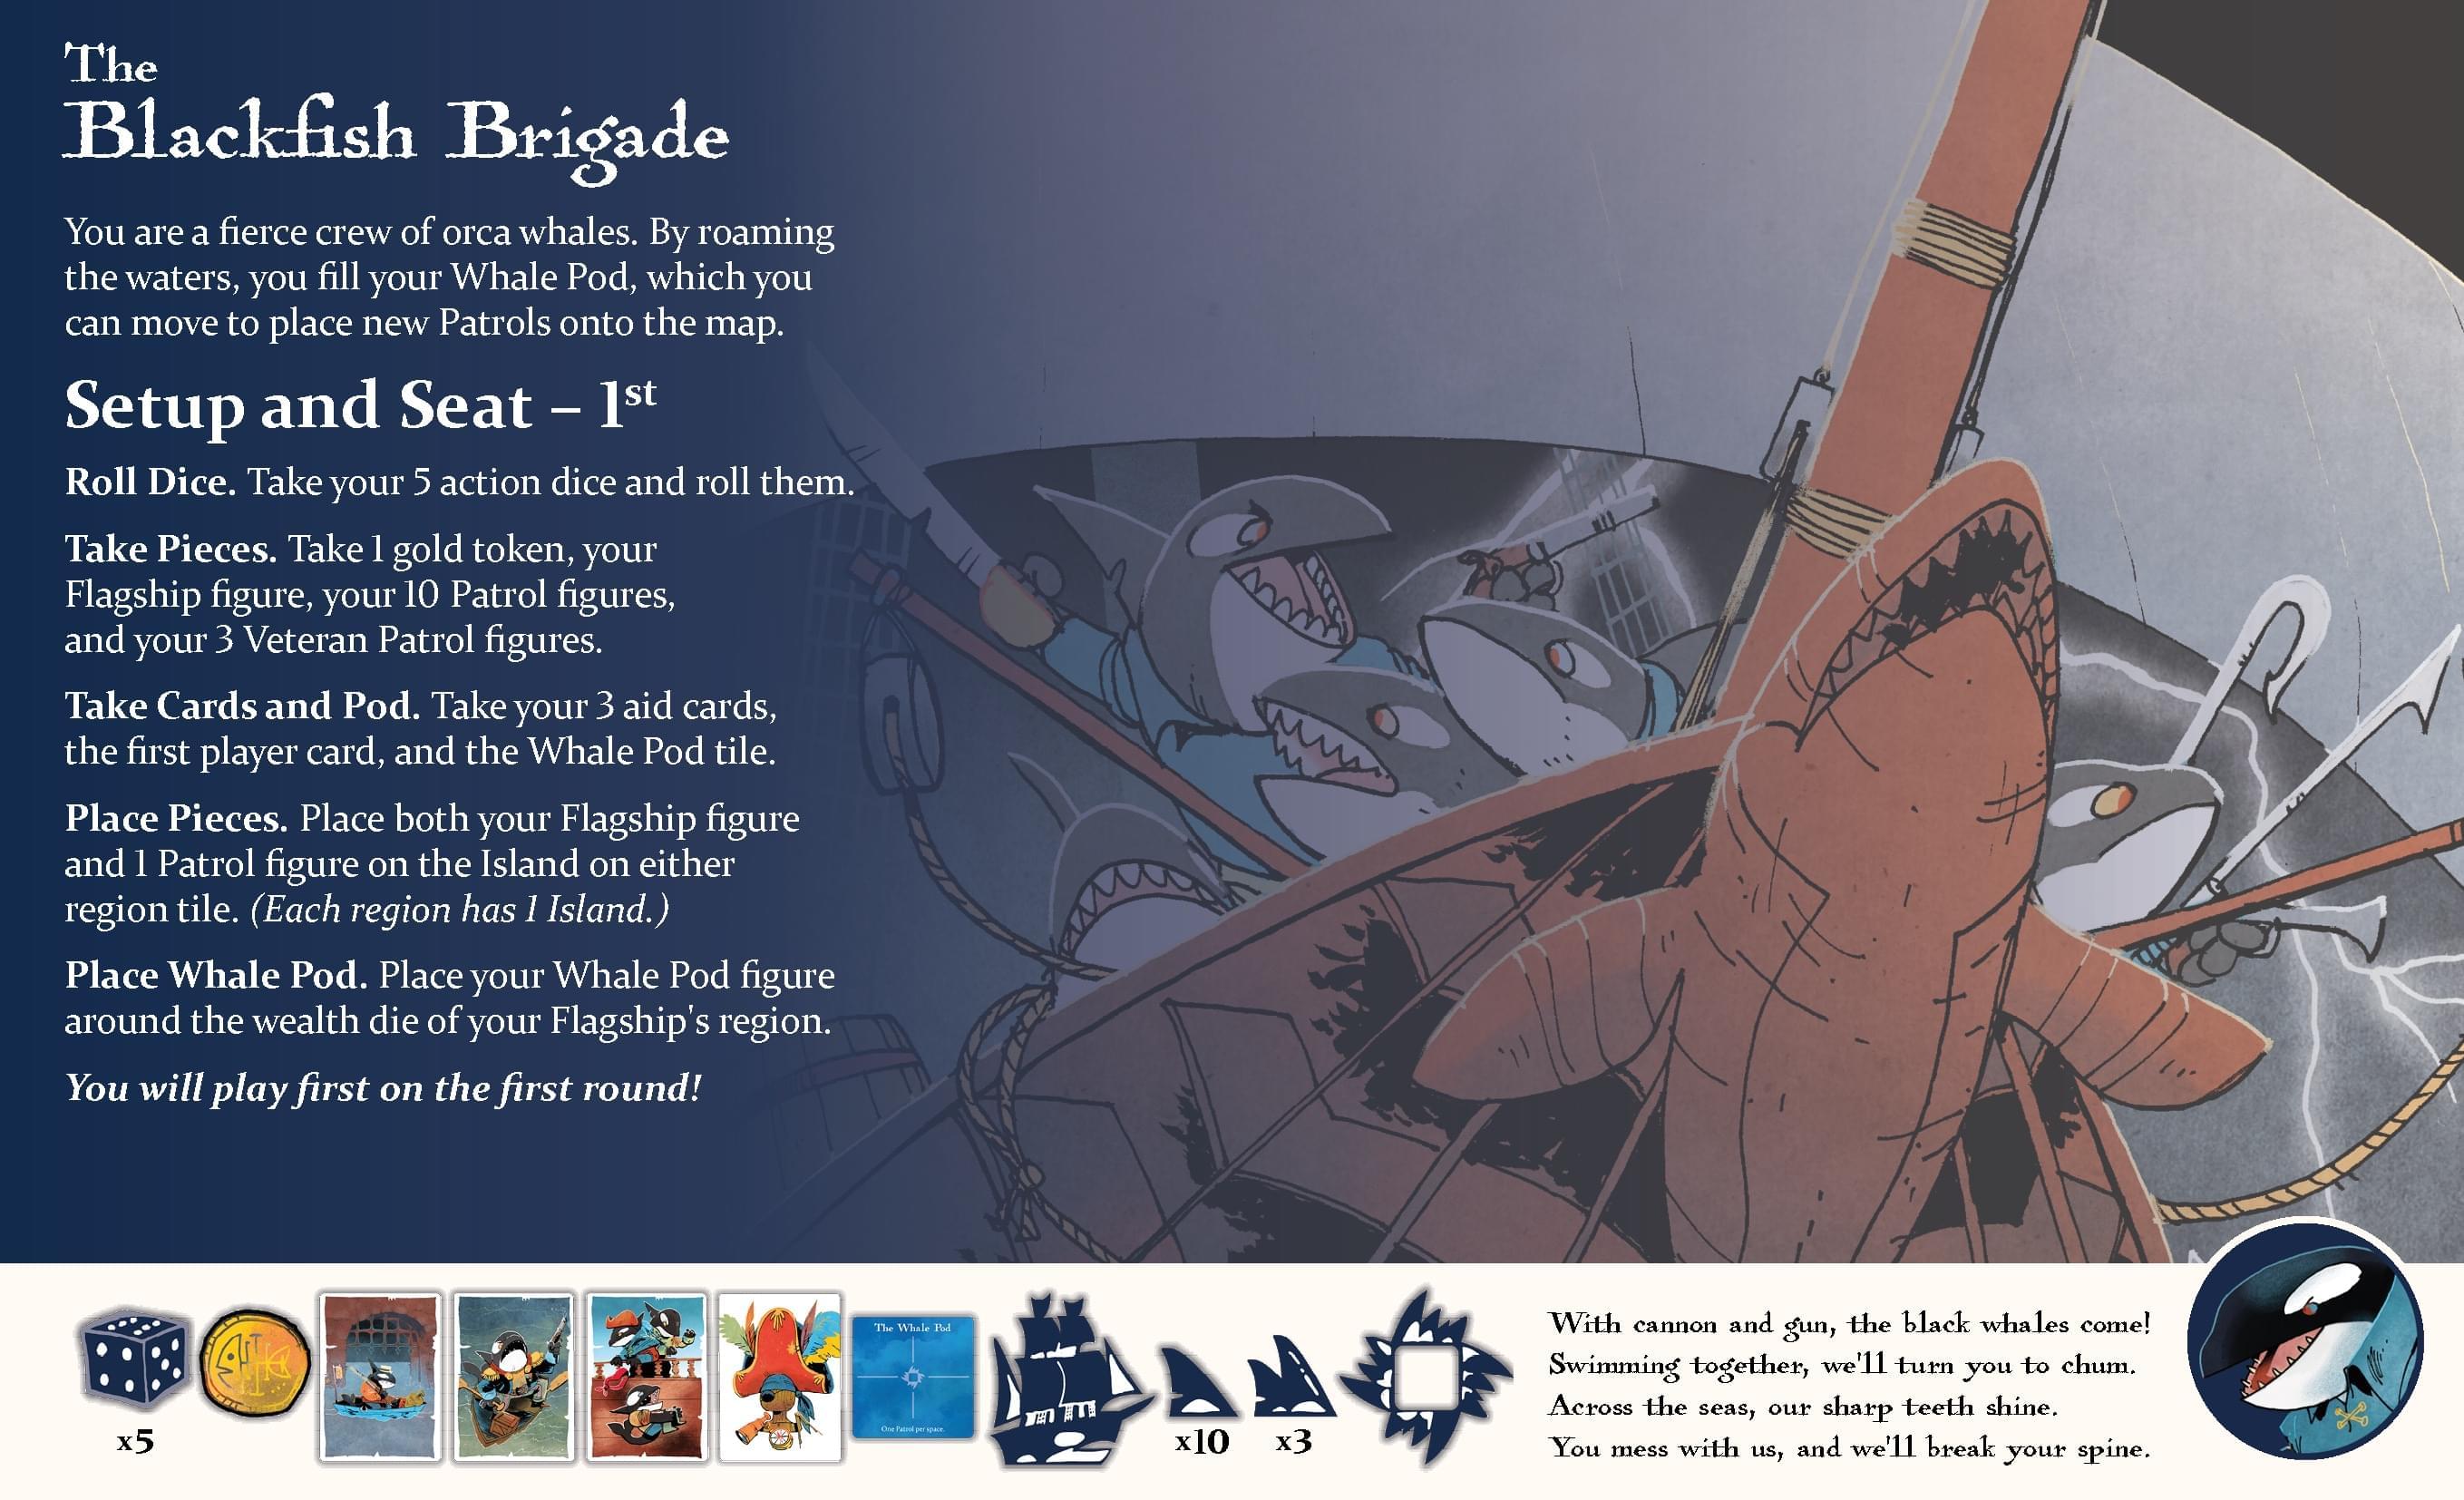 The
Blackfish Brigade
You are a fierce crew of orca whales. By roaming
the waters, you fill your Whale Pod, which you
can move to place new Patrols onto the map.
Setup and Seat – 1st
Roll Dice. Take your 5 action dice and roll them.
Take Pieces. Take 1 gold token, your
Flagship figure, your 10 Patrol figures,
and your 3 Veteran Patrol figures.
Take Cards and Pod. Take your 3 aid cards,
the first player card, and the Whale Pod tile.
Place Pieces. Place both your Flagship figure
and 1 Patrol figure on the Island on either
region tile. (Each region has 1 Island.)
Place Whale Pod. Place your Whale Pod figure
around the wealth die of your Flagship's region.
You will play first on the first round!
x5
The Whale Pod
One Patrol per space.
x10
x3
With cannon and gun, the black whales come!
Swimming together, we'll turn you to chum.
Across the seas, our sharp teeth shine.
You mess with us, and we'll break your spine.